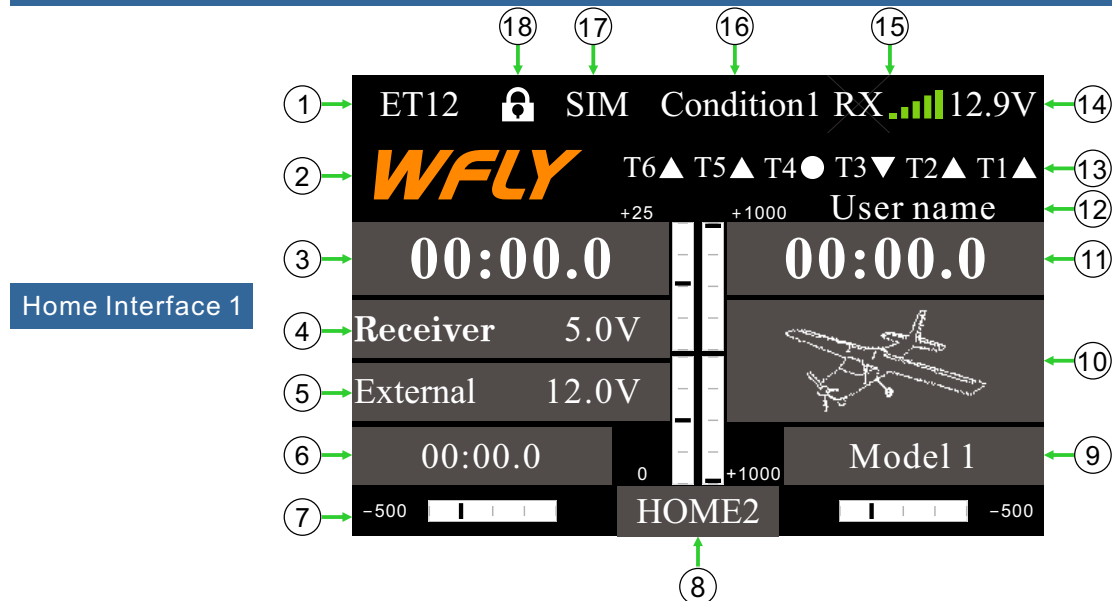 18 17 16 15
1 ET12 SIM Condition1 RX 12.9V 14
2 WFLY T6▲ T5▲ T4● T3▼ T2▲ T1▲ 13
+25 +1000 User name 12
3 00:00.0 00:00.0 11
Home Interface 1
4 Receiver 5.0V
10
5 External 12.0V
6 00:00.0 0 +1000 Model 1 9
7 -500 HOME2 -500
8